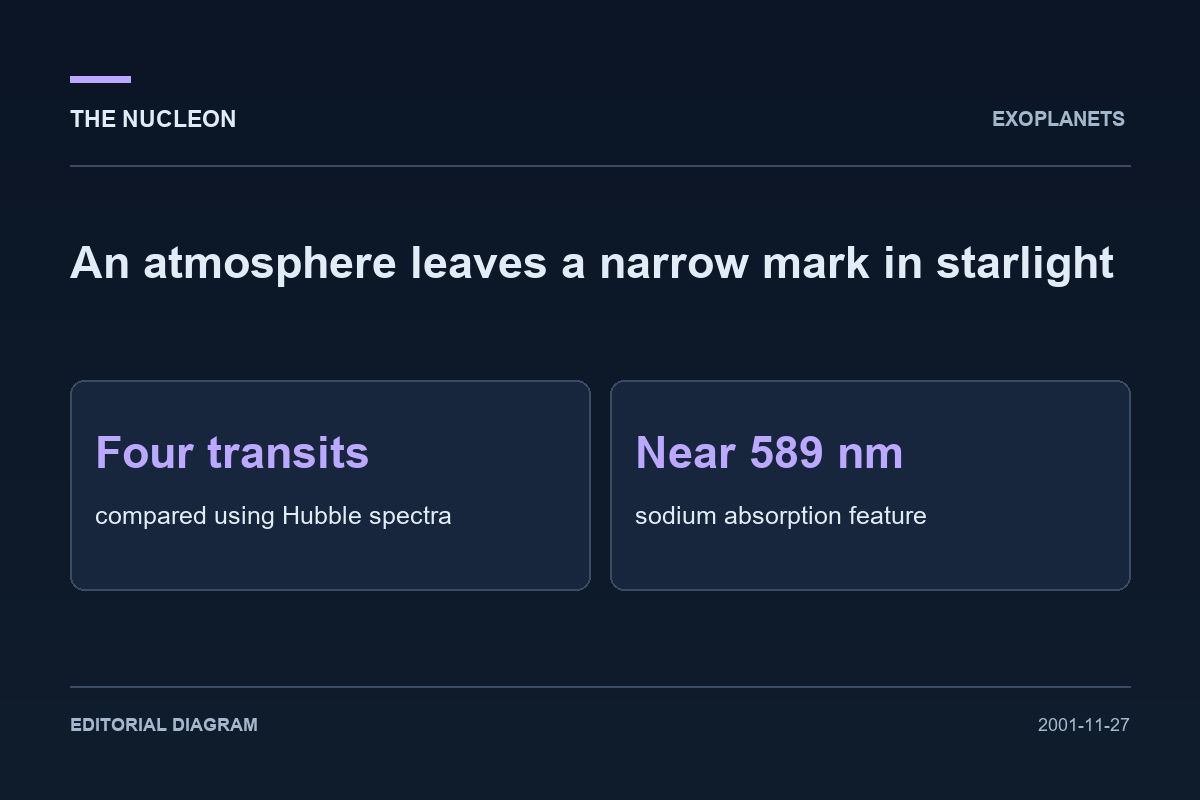 THE NUCLEON
EXOPLANETS
An atmosphere leaves a narrow mark in starlight
Four transits
compared using Hubble spectra
Near 589 nm
sodium absorption feature
EDITORIAL DIAGRAM
2001-11-27